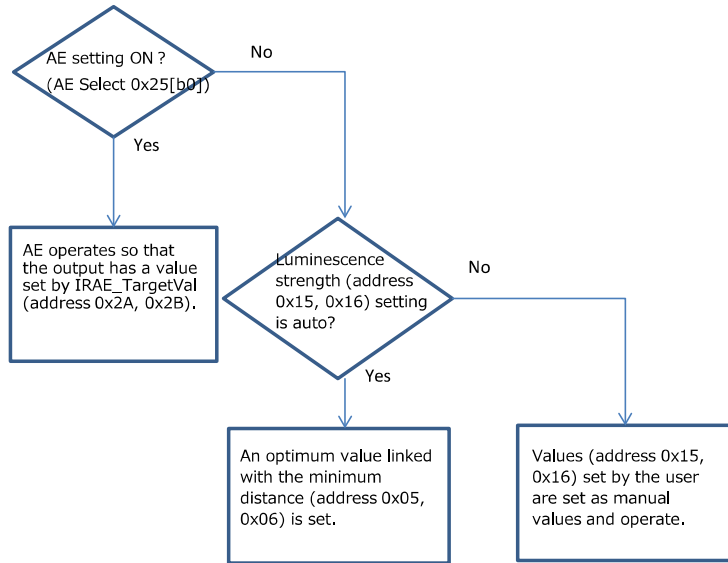 AE setting ON ?
(AE Select 0x25[b0])
No
Yes
AE operates so that
the output has a value
set by IRAE_TargetVal
(address 0x2A, 0x2B).
Luminescence
strength (address
0x15, 0x16) setting
is auto?
No
Yes
An optimum value linked
with the minimum
distance (address 0x05,
0x06) is set.
Values (address 0x15,
0x16) set by the user
are set as manual
values and operate.